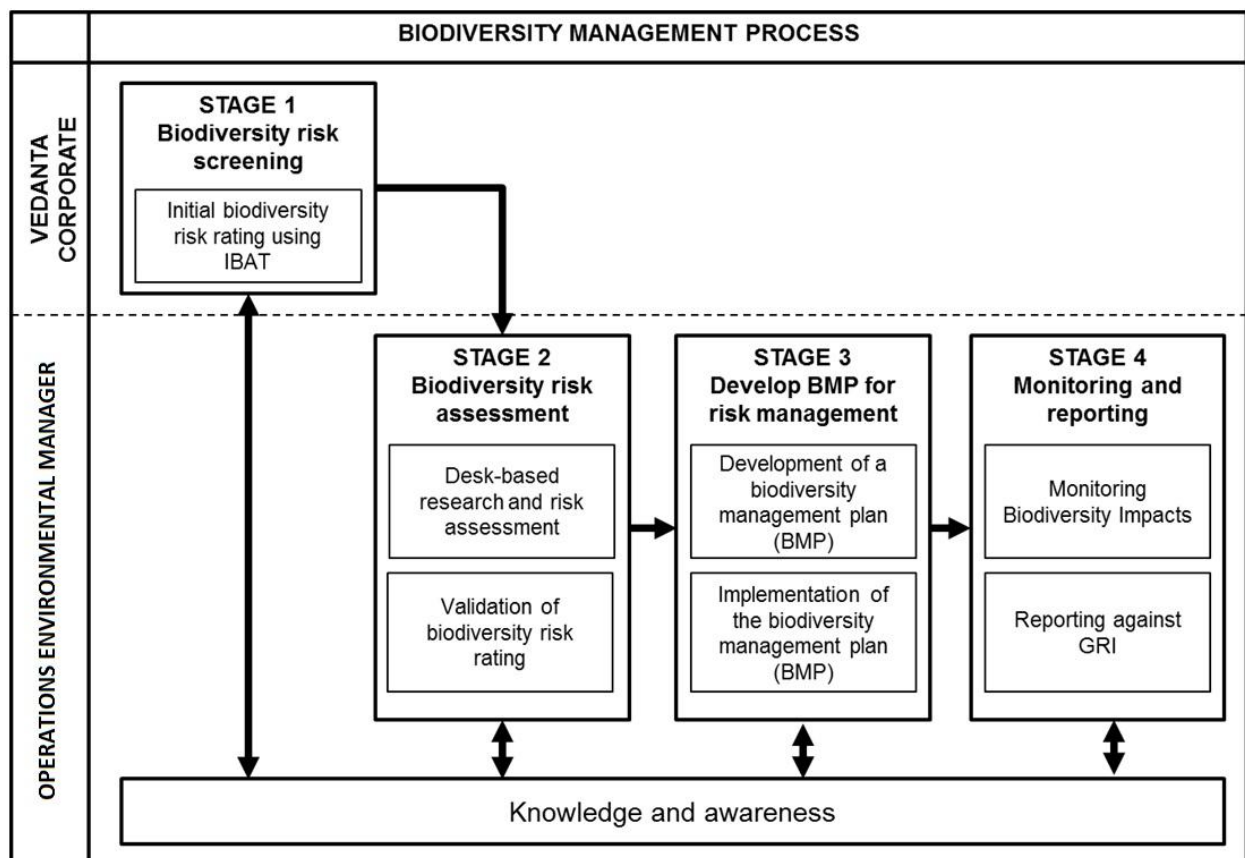 BIODIVERSITY MANAGEMENT PROCESS
VEDANTA
CORPORATE
STAGE 1
Biodiversity risk
screening
Initial biodiversity
risk rating using
IBAT
OPERATIONS ENVIRONMENTAL MANAGER
STAGE 2
Biodiversity risk
assessment
Desk-based
research and risk
assessment
Validation of
biodiversity risk
rating
STAGE 3
Develop BMP for
risk management
Development of a
biodiversity
management plan
(BMP)
Implementation of
the biodiversity
management plan
(BMP)
STAGE 4
Monitoring and
reporting
Monitoring
Biodiversity Impacts
Reporting against
GRI
Knowledge and awareness